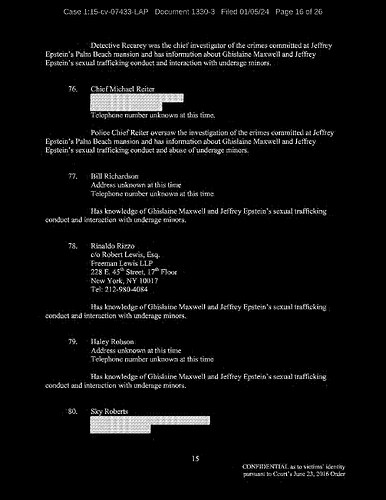 Case 1:15-cv-07433-LAP Document 1330-3 Filed 01/05/24 Page 16 of 26
Detective Recarey was the chief investigator of the crimes committed at Jeffrey
Epstein's Palm Beach mansion and has information about Ghislaine Maxwell and Jeffrey
Epstein's sexual trafficking conduct and interaction with underage minors.
76. Chief Michael Reiter
Telephone number unknown at this time.
Police Chief Reiter oversaw the investigation of the crimes committed at Jeffrey
Epstein's Palm Beach mansion and has information about Ghislaine Maxwell and Jeffrey
Epstein's sexual trafficking conduct and abuse of underage minors.
77. Bill Richardson
Address unknown at this time
Telephone number unknown at this time
Has knowledge of Ghislaine Maxwell and Jeffrey Epstein's sexual trafficking
conduct and interaction with underage minors.
78. Rinaldo Rizzo
c/o Robert Lewis, Esq.
Freeman Lewis LLP
228 E. 45th Street, 17th Floor
New York, NY 10017
Tel: 212-980-4084
Has knowledge of Ghislaine Maxwell and Jeffrey Epstein's sexual trafficking
conduct and interaction with underage minors.
79. Haley Robson
Address unknown at this time
Telephone number unknown at this time
Has knowledge of Ghislaine Maxwell and Jeffrey Epstein's sexual trafficking
conduct and interaction with underage minors.
80. Sky Roberts
15
CONFIDENTIAL as to victims' identity
pursuant to Court's June 23, 2016 Order